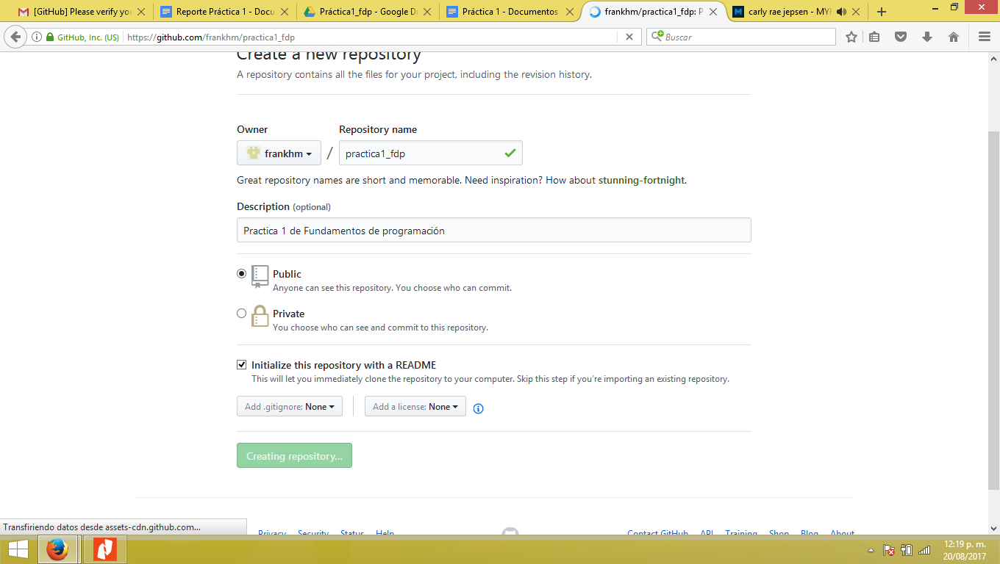 [GitHub] Please verify you
Reporte Práctica 1 - Docu
Práctica1_fdp - Google Dr
Práctica 1 - Documentos
frankhm/practica1_fdp: P
carly rae jepsen - MYF
GitHub, Inc. (US)
https://github.com/frankhm/practica1_fdp
Buscar
Create a new repository
A repository contains all the files for your project, including the revision history.
Owner
Repository name
frankhm
/
practica1_fdp
Great repository names are short and memorable. Need inspiration? How about stunning-fortnight.
Description (optional)
Practica 1 de Fundamentos de programación
Public
Anyone can see this repository. You choose who can commit.
Private
You choose who can see and commit to this repository.
Initialize this repository with a README
This will let you immediately clone the repository to your computer. Skip this step if you're importing an existing repository.
Add .gitignore: None
Add a license: None
Creating repository...
Transfiriendo datos desde assets-cdn.github.com...
Privacy Security Status Help
Contact GitHub API Training Shop Blog About
12:19 p. m.
20/08/2017